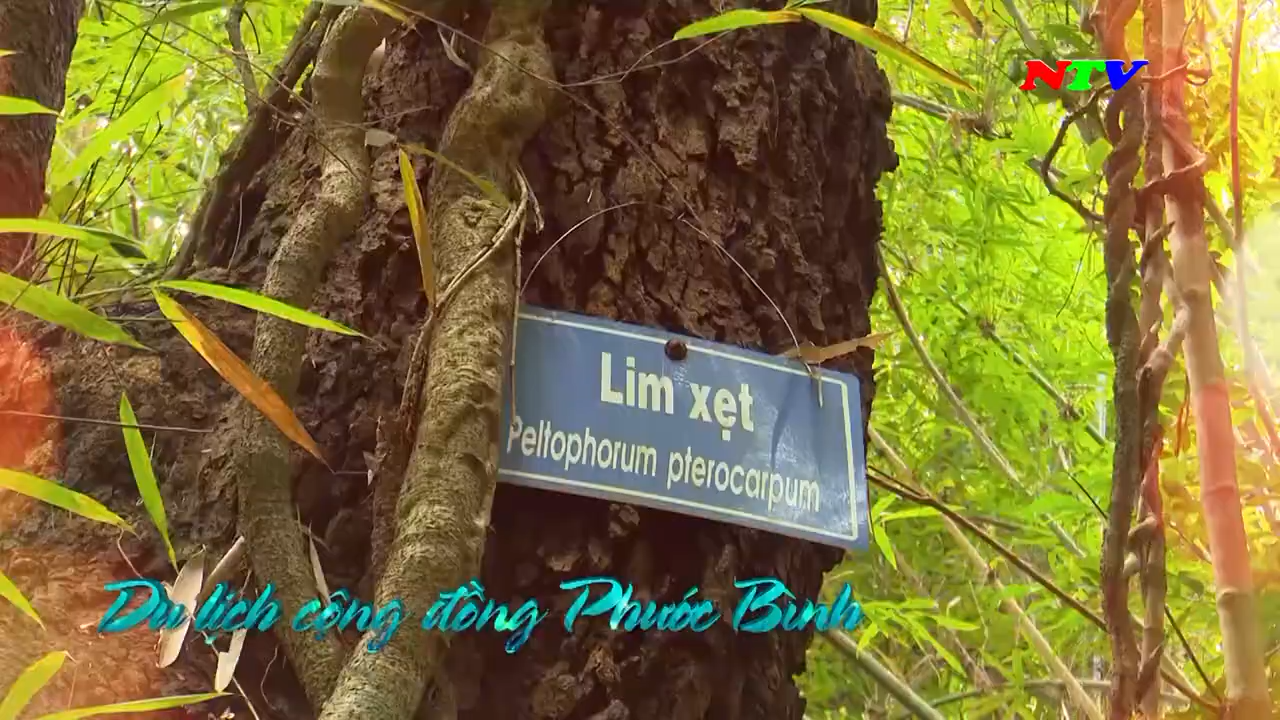 NTV
Lim xẹt
Peltophorum pterocarpum
Du lịch cộng đồng Phước Bình